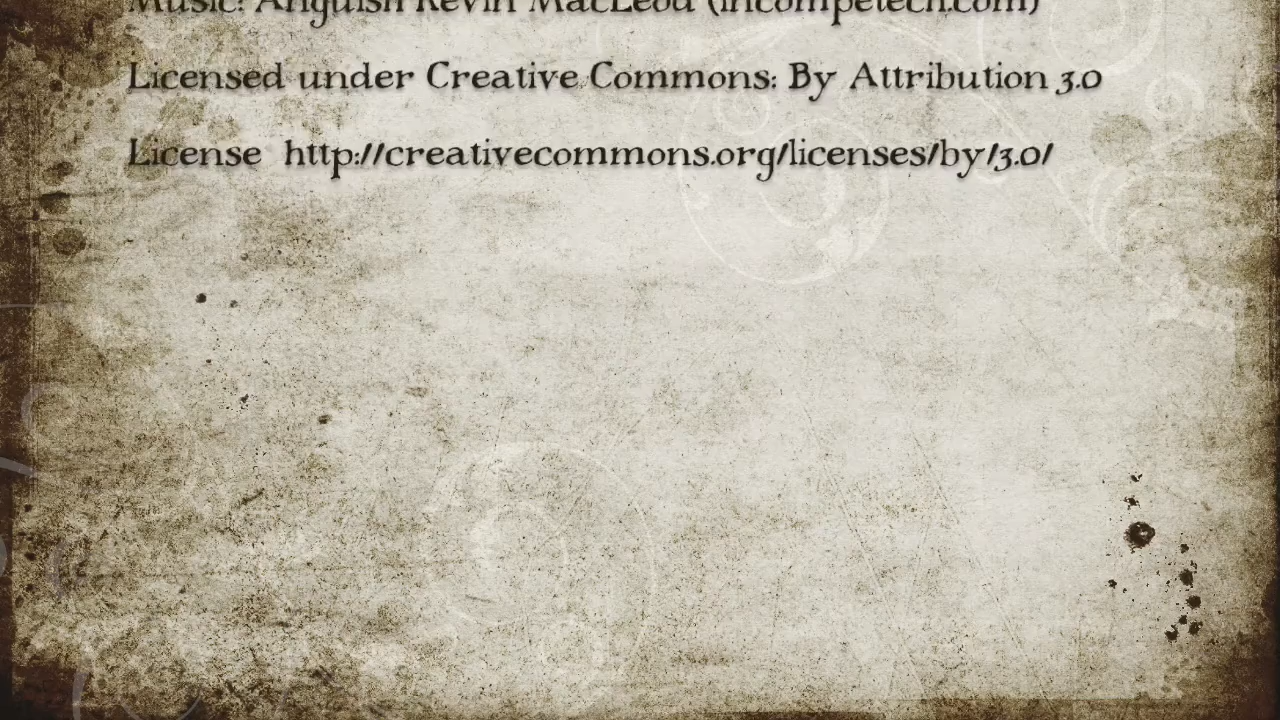 Music: Anguish Kevin MacLeod (incompetech.com)
Licensed under Creative Commons: By Attribution 3.0
License http://creativecommons.org/licenses/by/3.0/